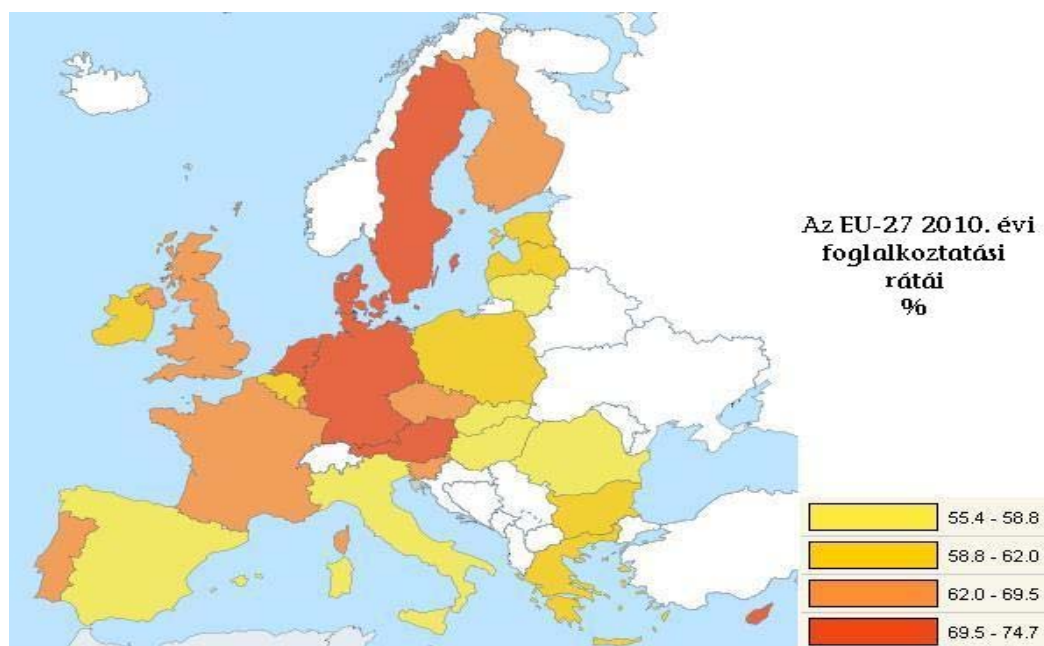 Az EU-27 2010. évi
foglalkoztatási
rátái
%
55.4 - 58.8
58.8 - 62.0
62.0 - 69.5
69.5 - 74.7